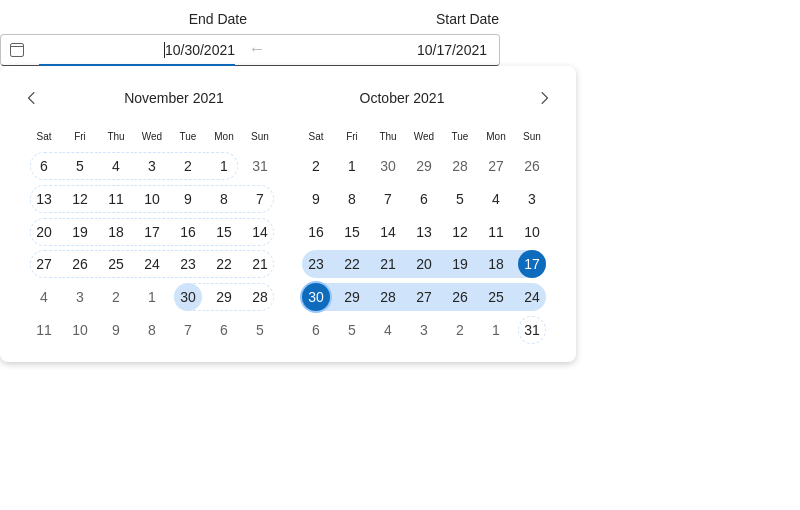 End Date Start Date
10/30/2021 ← 10/17/2021
November 2021 October 2021
Sat Fri Thu Wed Tue Mon Sun Sat Fri Thu Wed Tue Mon Sun
6 5 4 3 2 1 31 2 1 30 29 28 27 26
13 12 11 10 9 8 7 9 8 7 6 5 4 3
20 19 18 17 16 15 14 16 15 14 13 12 11 10
27 26 25 24 23 22 21 23 22 21 20 19 18 17
4 3 2 1 30 29 28 30 29 28 27 26 25 24
11 10 9 8 7 6 5 6 5 4 3 2 1 31